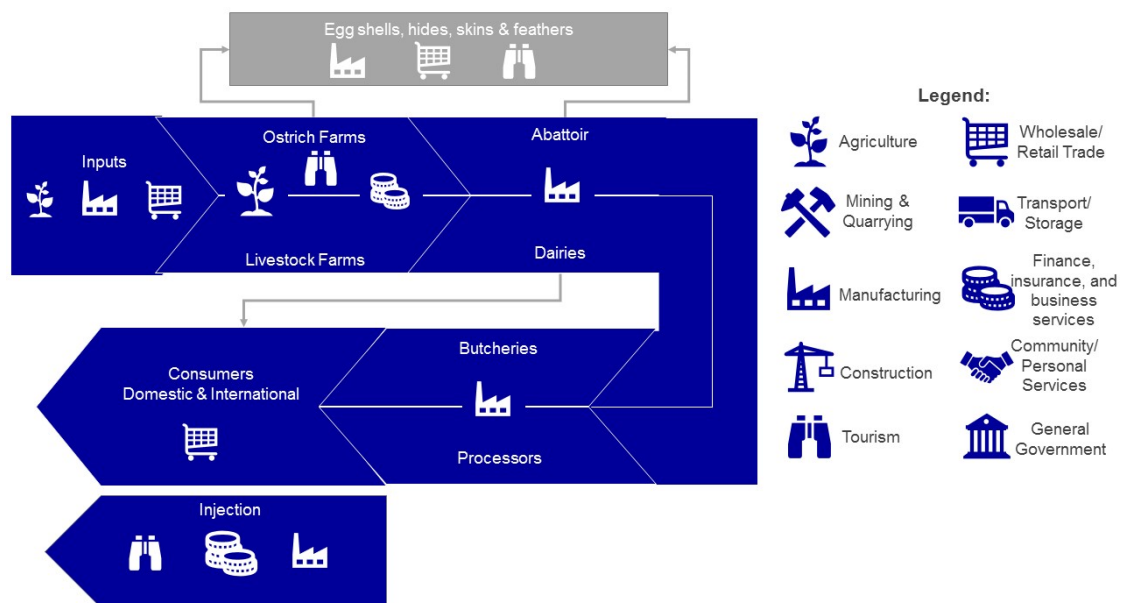 Egg shells, hides, skins & feathers
Inputs
Ostrich Farms
Livestock Farms
Abattoir
Dairies
Butcheries
Processors
Consumers
Domestic & International
Injection
Legend:
Agriculture
Wholesale/
Retail Trade
Mining &
Quarrying
Transport/
Storage
Manufacturing
Finance,
insurance, and
business
services
Construction
Community/
Personal
Services
Tourism
General
Government